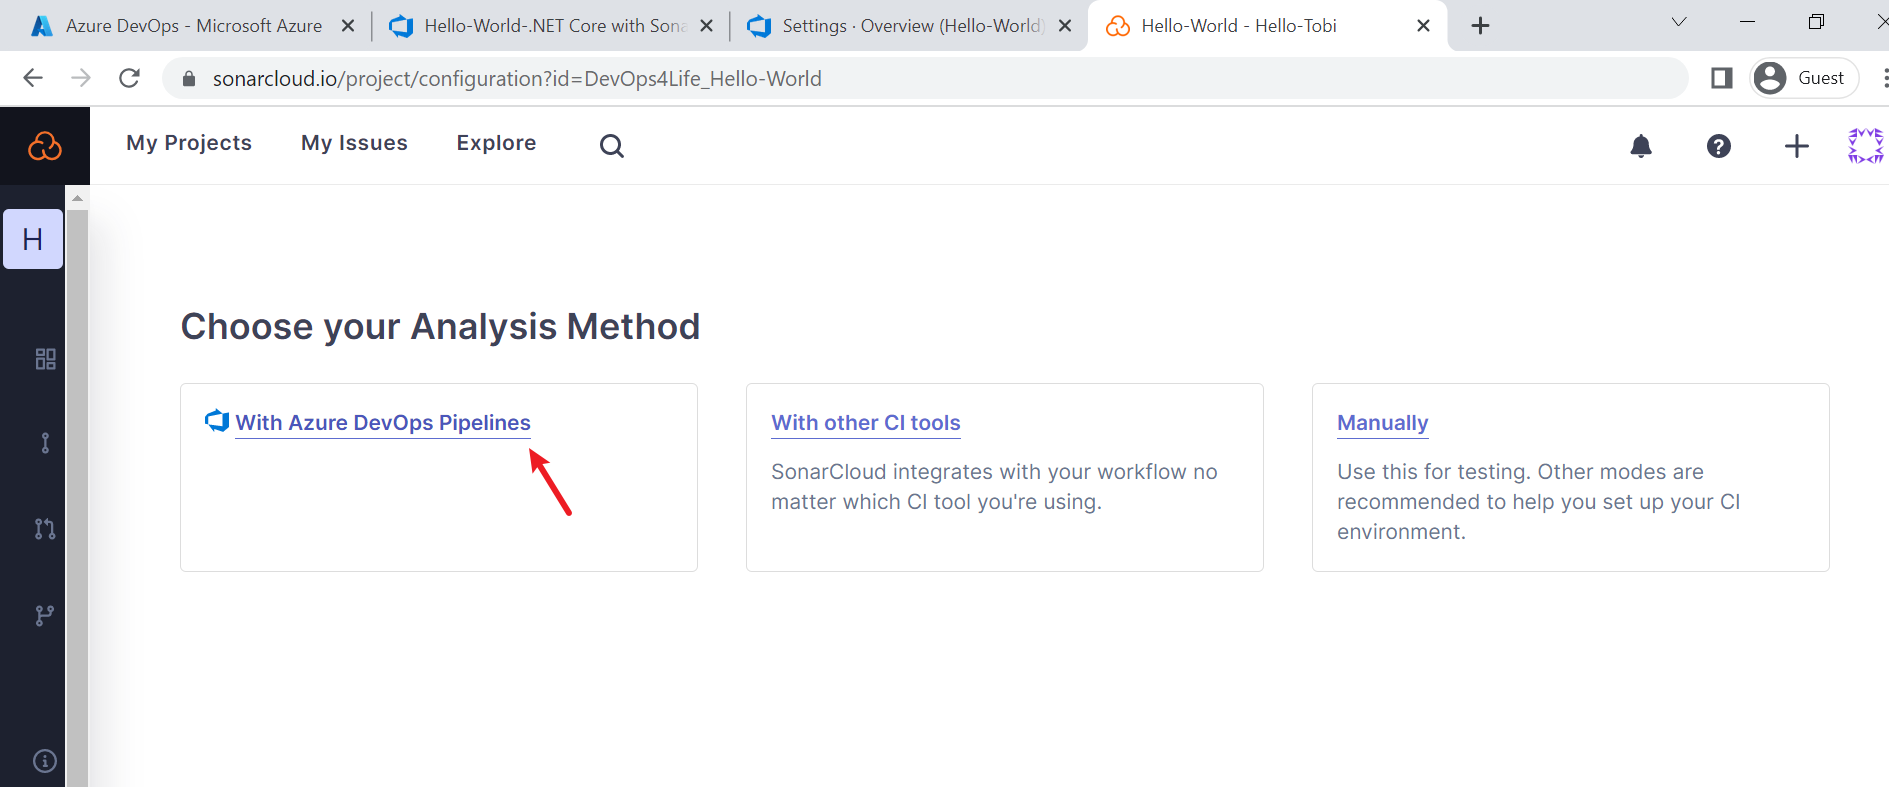 Azure DevOps - Microsoft Azure
Hello-World-.NET Core with Sona
Settings · Overview (Hello-World)
Hello-World - Hello-Tobi
sonarcloud.io/project/configuration?id=DevOps4Life_Hello-World
Guest
My Projects
My Issues
Explore
H
Choose your Analysis Method
With Azure DevOps Pipelines
With other CI tools
SonarCloud integrates with your workflow no
matter which CI tool you're using.
Manually
Use this for testing. Other modes are
recommended to help you set up your CI
environment.